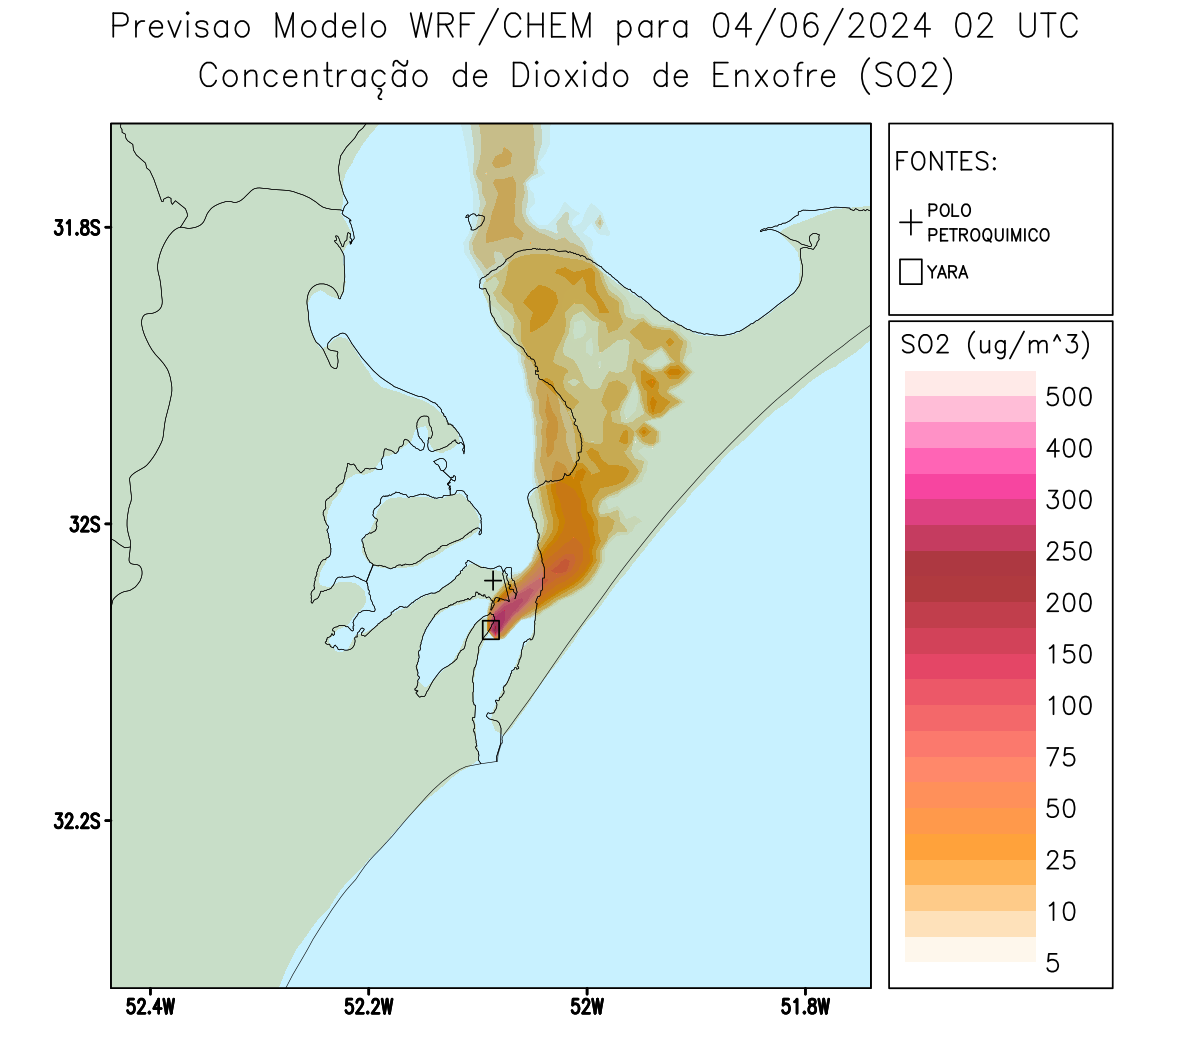 Previsao Modelo WRF/CHEM para 04/06/2024 02 UTC
Concentração de Dioxido de Enxofre (SO2)
FONTES:
POLO
PETROQUIMICO
YARA
SO2 (ug/m^3)
500
400
300
250
200
150
100
75
50
25
10
5
31.8S
32S
32.2S
52.4W
52.2W
52W
51.8W